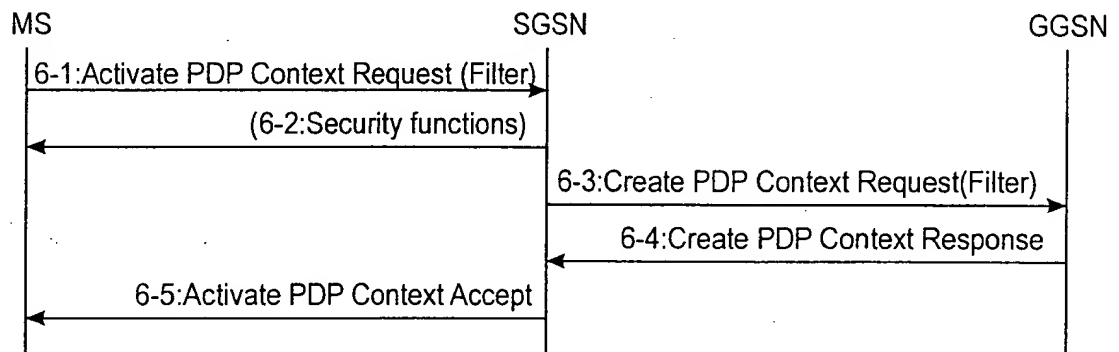 MS SGSN GGSN
6-1:Activate PDP Context Request (Filter)
(6-2:Security functions)
6-3:Create PDP Context Request(Filter)
6-4:Create PDP Context Response
6-5:Activate PDP Context Accept